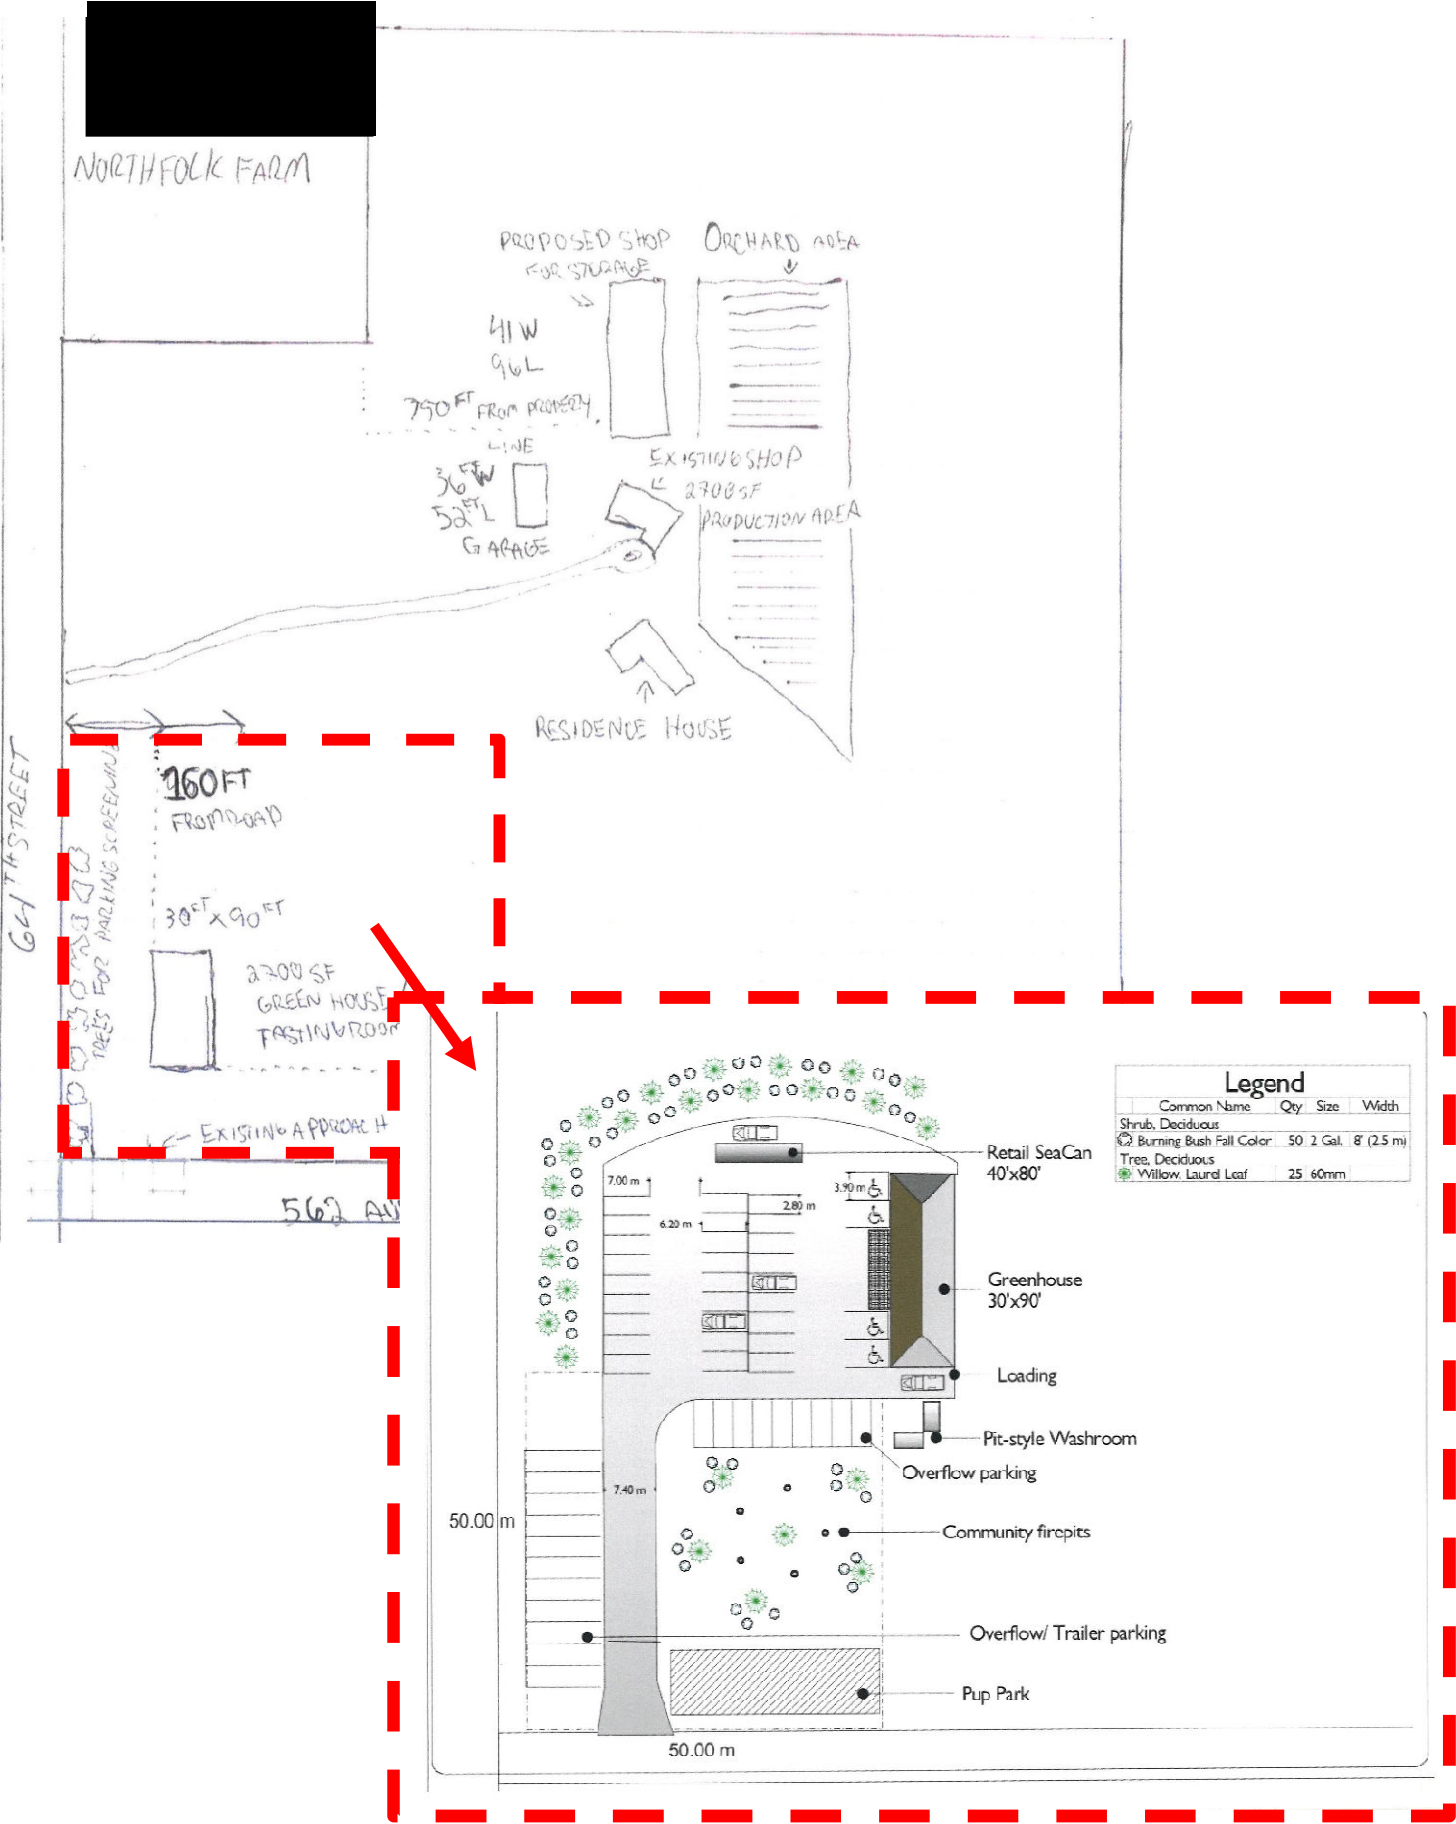 NORTHFOLK FARM
PROPOSED SHOP
FOR STORAGE
ORCHARD AREA
41 W
96 L
FT FROM PROPERTY
LINE
36 FT W
52 FT L
GARAGE
EXISTING SHOP
2700 SF
PRODUCTION AREA
RESIDENCE HOUSE
64TH STREET
TREES FOR PARKING SCREENING
160 FT
FROM ROAD
30 FT X 90 FT
2700 SF
GREEN HOUSE
TASTING ROOM
EXISTING APPROACH
562 AV
Legend
Common Name Qty Size Width
Shrub, Deciduous
Burning Bush Fall Color 50 2 Gal. 8' (2.5 m)
Tree, Deciduous
Willow, Laurel Leaf 25 60mm
Retail SeaCan
40'x80'
7.00 m
3.90 m
2.80 m
6.20 m
Greenhouse
30'x90'
Loading
Pit-style Washroom
Overflow parking
7.40 m
50.00 m
Community firepits
Overflow/ Trailer parking
Pup Park
50.00 m